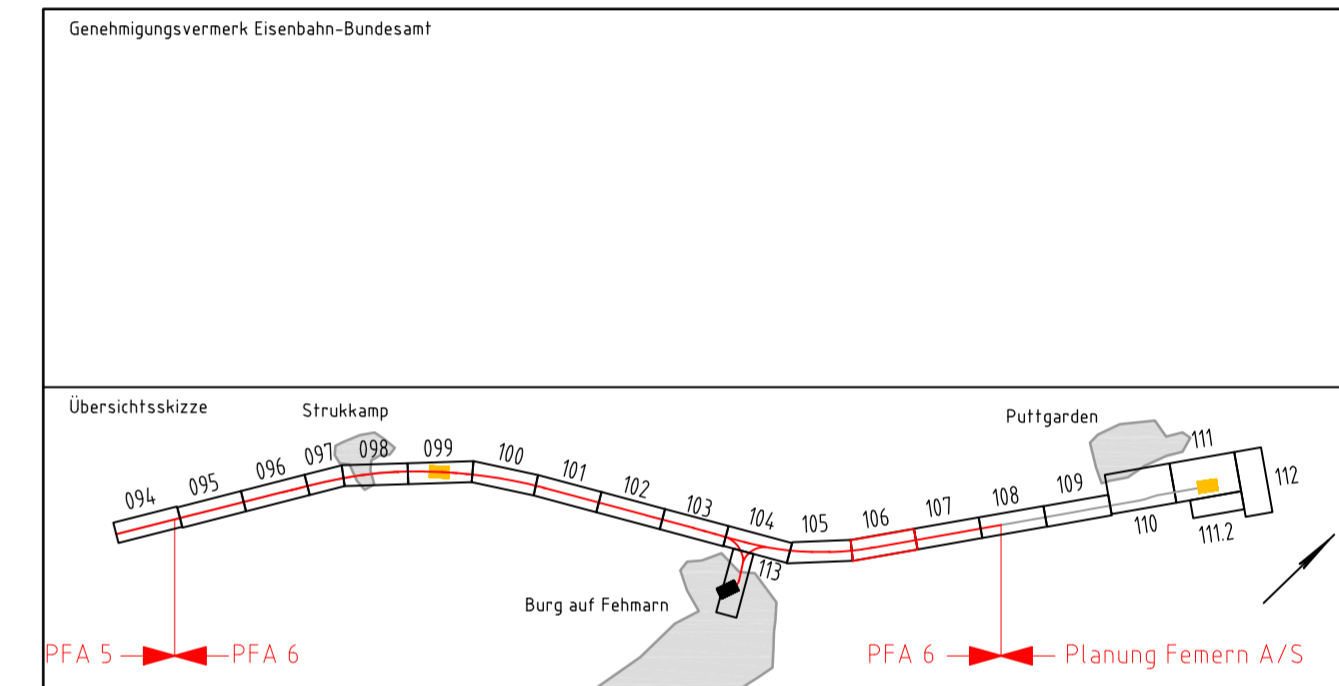 Genehmigungsvermerk Eisenbahn-Bundesamt
Übersichtsskizze
Strukkamp
Puttgarden
094
095
096
097
098
099
100
101
102
103
104
105
106
107
108
109
110
111
111.2
112
113
Burg auf Fehmarn
PFA 5
PFA 6
PFA 6
Planung Femern A/S